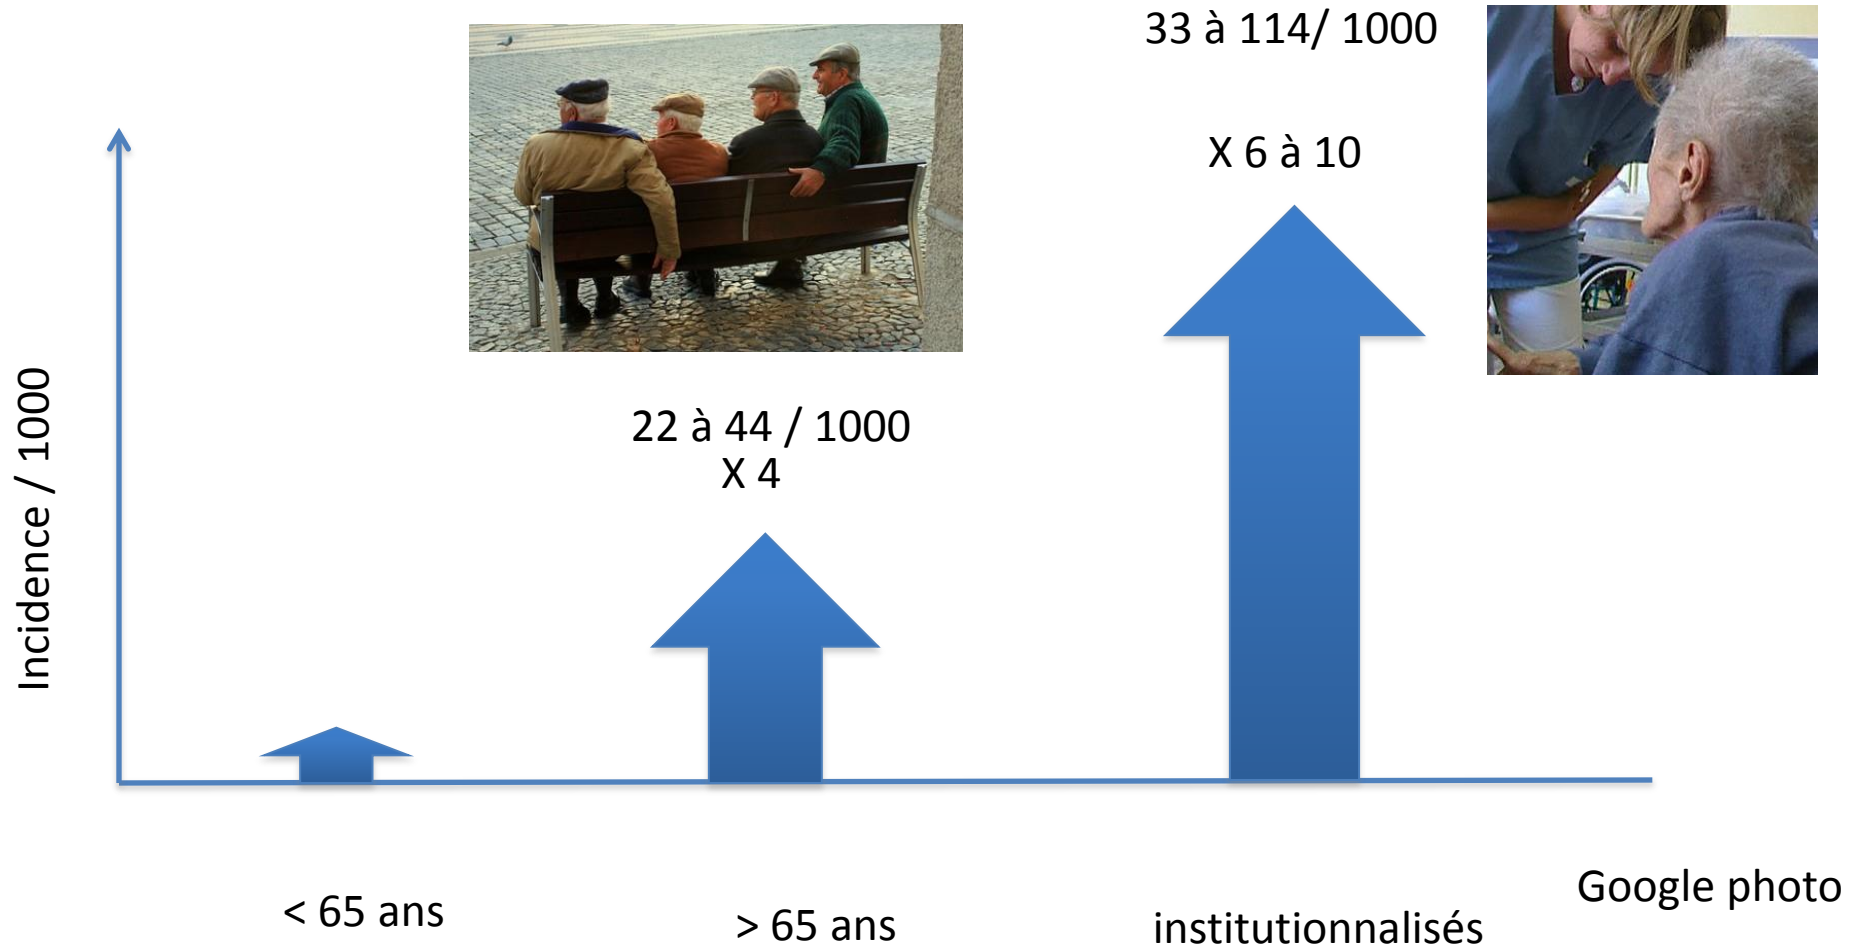 33 à 114/ 1000
X 6 à 10
22 à 44 / 1000
X 4
Incidence / 1000
< 65 ans
> 65 ans
institutionnalisés
Google photo